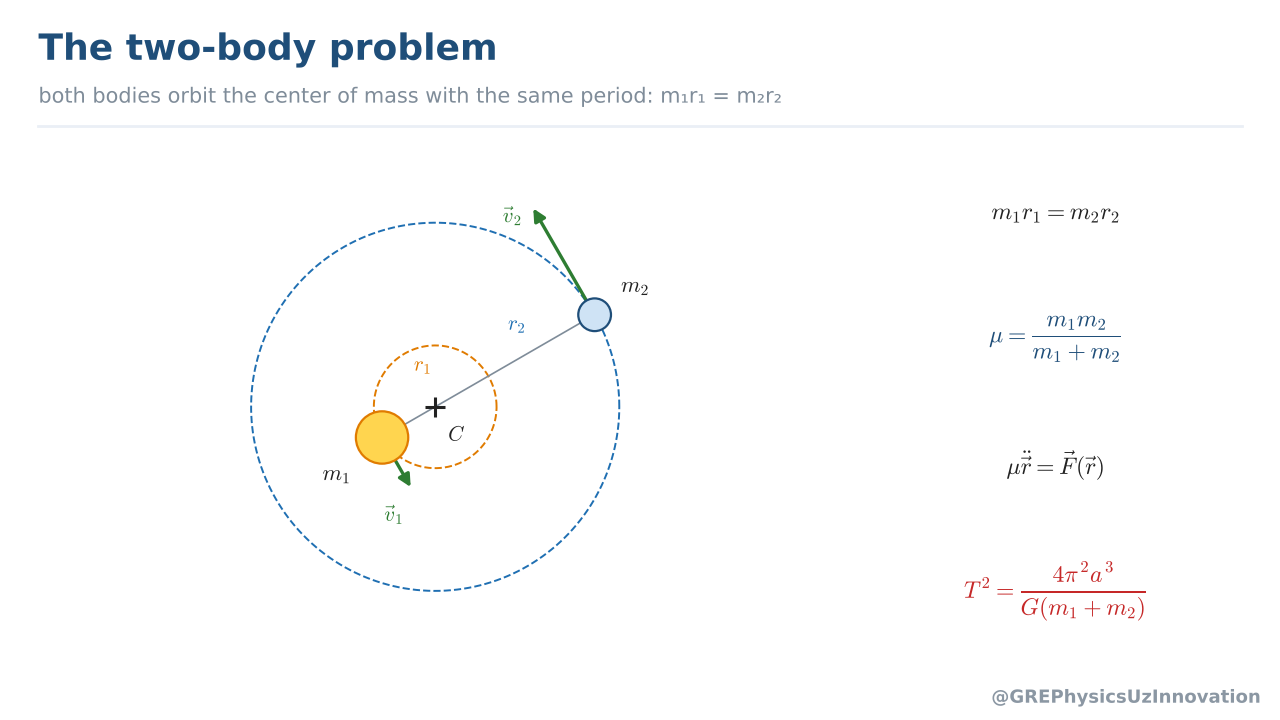 The two-body problem
both bodies orbit the center of mass with the same period: m₁r₁ = m₂r₂
v⃗₂
m₂
r₂
r₁
C
m₁
v⃗₁
m₁r₁ = m₂r₂
μ = m₁m₂ / (m₁ + m₂)
μr⃗̈ = F⃗(r⃗)
T² = 4π²a³ / G(m₁ + m₂)
@GREPhysicsUzInnovation